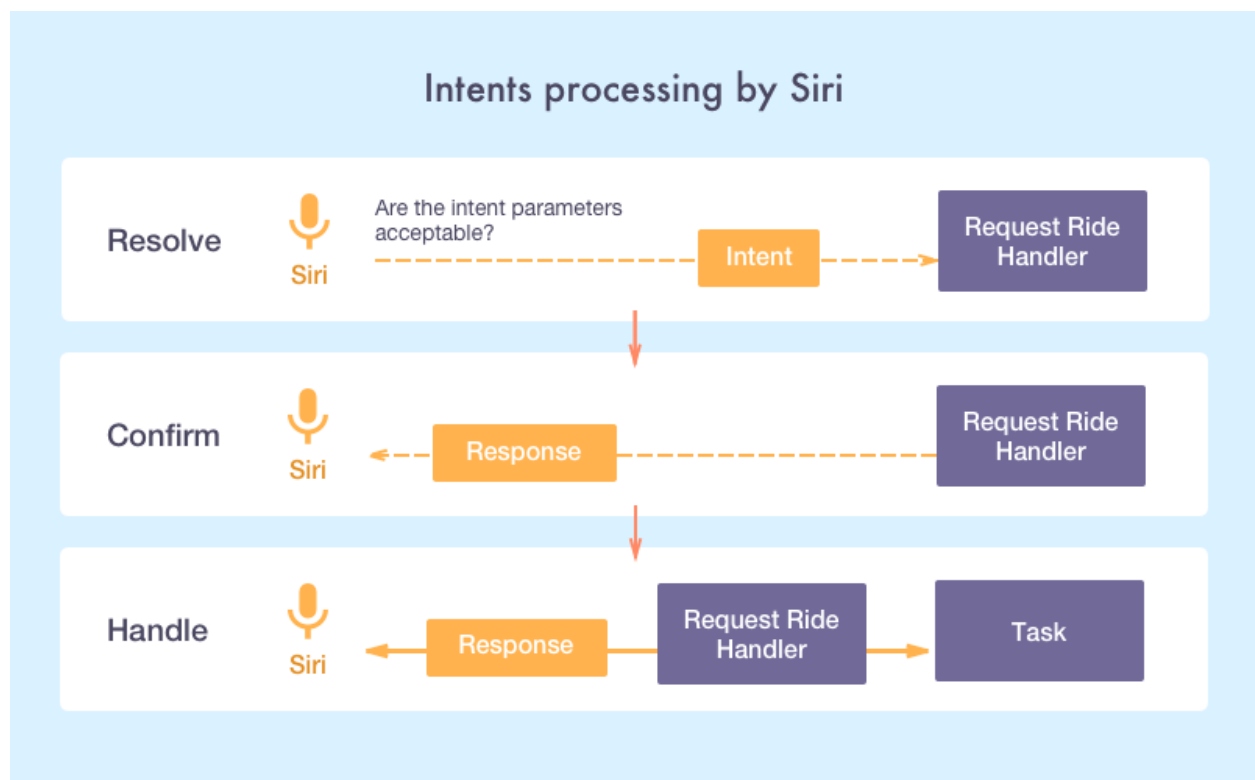 Intents processing by Siri
Resolve
Siri
Are the intent parameters
acceptable?
Intent
Request Ride
Handler
Confirm
Siri
Response
Request Ride
Handler
Handle
Siri
Response
Request Ride
Handler
Task